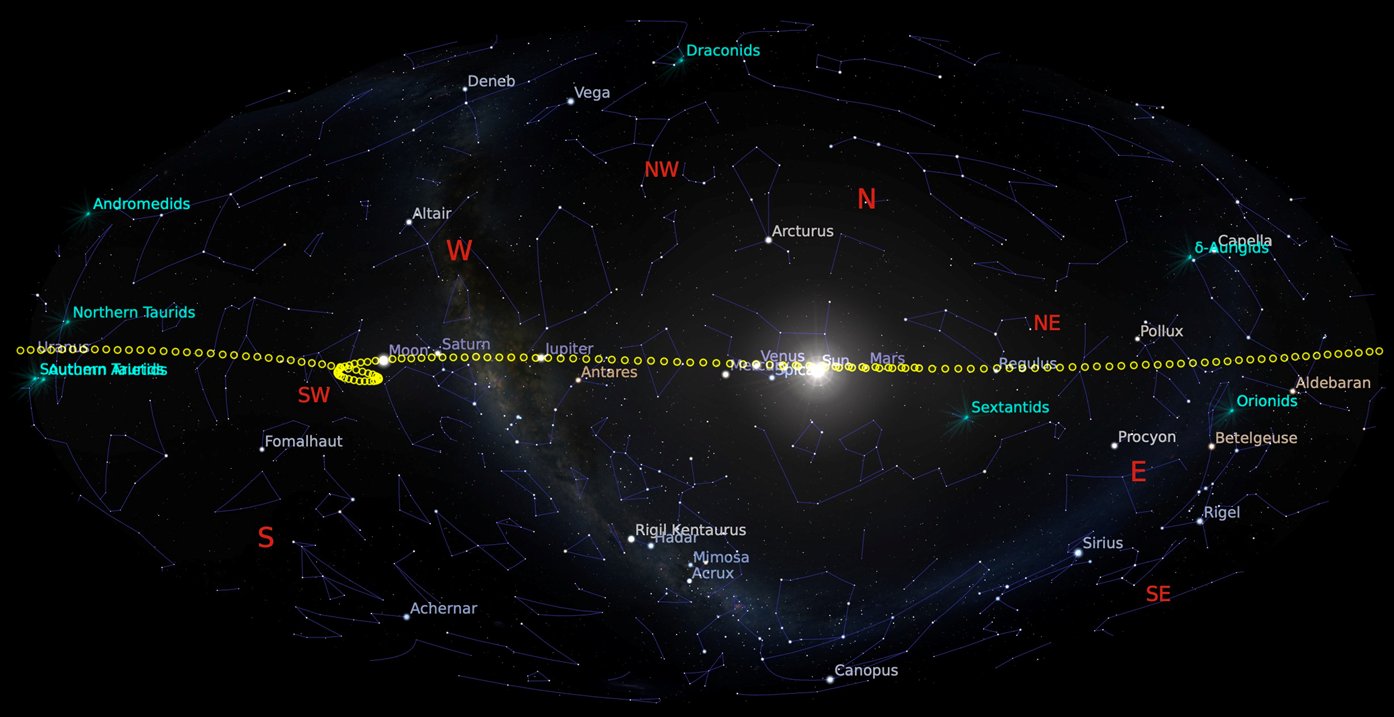 Draconids
Deneb
Vega
NW
N
Andromedids
Altair
Arcturus
W
Capella
δ-Aurigids
Northern Taurids
NE
Pollux
Uranus
Moon
Saturn
Jupiter
Venus
Mercury
Sun
Mars
Regulus
Southern Taurids
Antares
Spica
Aldebaran
SW
Sextantids
Orionids
Fomalhaut
Procyon
Betelgeuse
E
S
Rigil Kentaurus
Hadar
Rigel
Mimosa
Sirius
Acrux
SE
Achernar
Canopus